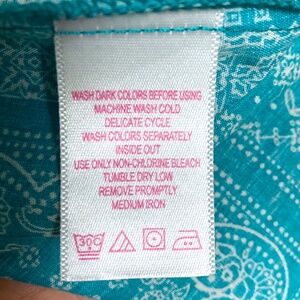 WASH DARK COLORS BEFORE USING
MACHINE WASH COLD
DELICATE CYCLE
WASH COLORS SEPARATELY
INSIDE OUT
USE ONLY NON-CHLORINE BLEACH
TUMBLE DRY LOW
REMOVE PROMPTLY
MEDIUM IRON
30C